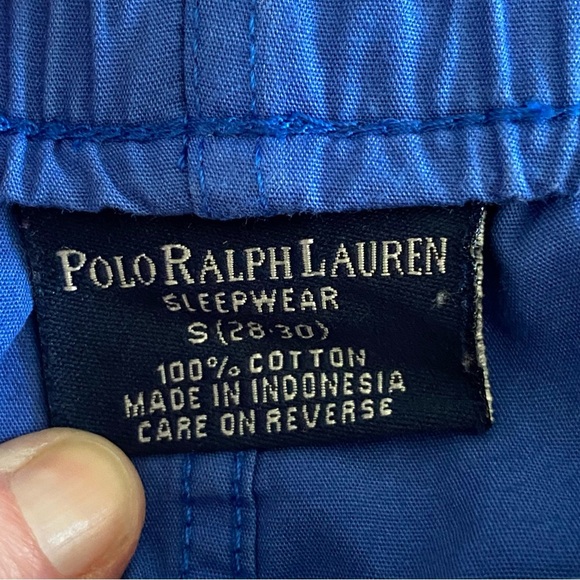 POLO RALPH LAUREN
SLEEPWEAR
S (28-30)
100% COTTON
MADE IN INDONESIA
CARE ON REVERSE